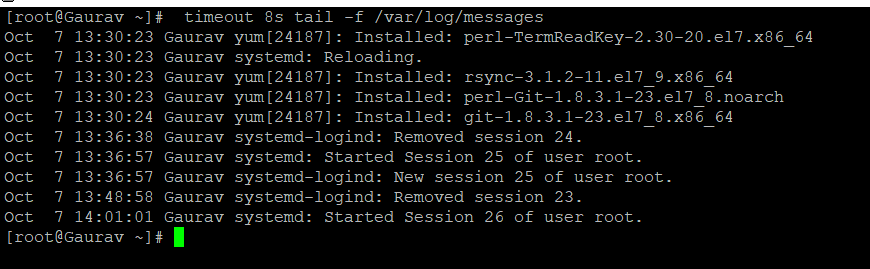 [root@Gaurav ~]#  timeout 8s tail -f /var/log/messages
Oct  7 13:30:23 Gaurav yum[24187]: Installed: perl-TermReadKey-2.30-20.el7.x86_64
Oct  7 13:30:23 Gaurav systemd: Reloading.
Oct  7 13:30:23 Gaurav yum[24187]: Installed: rsync-3.1.2-11.el7_9.x86_64
Oct  7 13:30:23 Gaurav yum[24187]: Installed: perl-Git-1.8.3.1-23.el7_8.noarch
Oct  7 13:30:24 Gaurav yum[24187]: Installed: git-1.8.3.1-23.el7_8.x86_64
Oct  7 13:36:38 Gaurav systemd-logind: Removed session 24.
Oct  7 13:36:57 Gaurav systemd: Started Session 25 of user root.
Oct  7 13:36:57 Gaurav systemd-logind: New session 25 of user root.
Oct  7 13:48:58 Gaurav systemd-logind: Removed session 23.
Oct  7 14:01:01 Gaurav systemd: Started Session 26 of user root.
[root@Gaurav ~]#